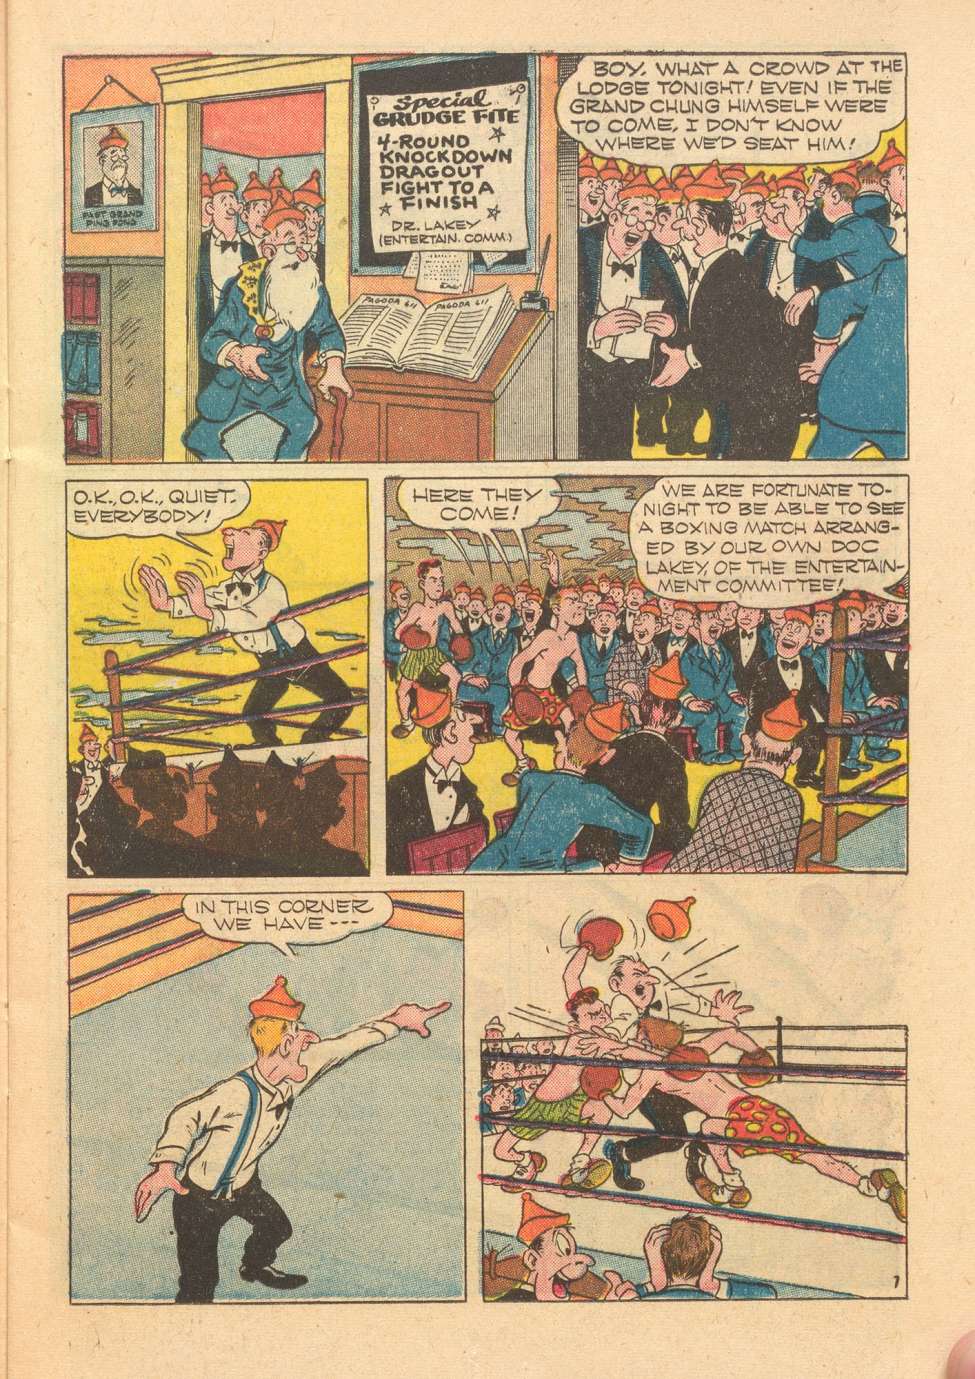 PAST GRAND
PING PONG
Special
GRUDGE FITE
4-ROUND
KNOCKDOWN
DRAGOUT
FIGHT TO A
FINISH
DR. LAKEY
(ENTERTAIN. COMM.)
PAGODA 611
PAGODA 611
BOY. WHAT A CROWD AT THE
LODGE TONIGHT! EVEN IF THE
GRAND CHUNG HIMSELF WERE
TO COME, I DON'T KNOW
WHERE WE'D SEAT HIM!
O.K., O.K., QUIET.
EVERYBODY!
HERE THEY
COME!
WE ARE FORTUNATE TO-
NIGHT TO BE ABLE TO SEE
A BOXING MATCH ARRANG-
ED BY OUR OWN DOC
LAKEY, OF THE ENTERTAIN-
MENT COMMITTEE!
IN THIS CORNER
WE HAVE ---
1